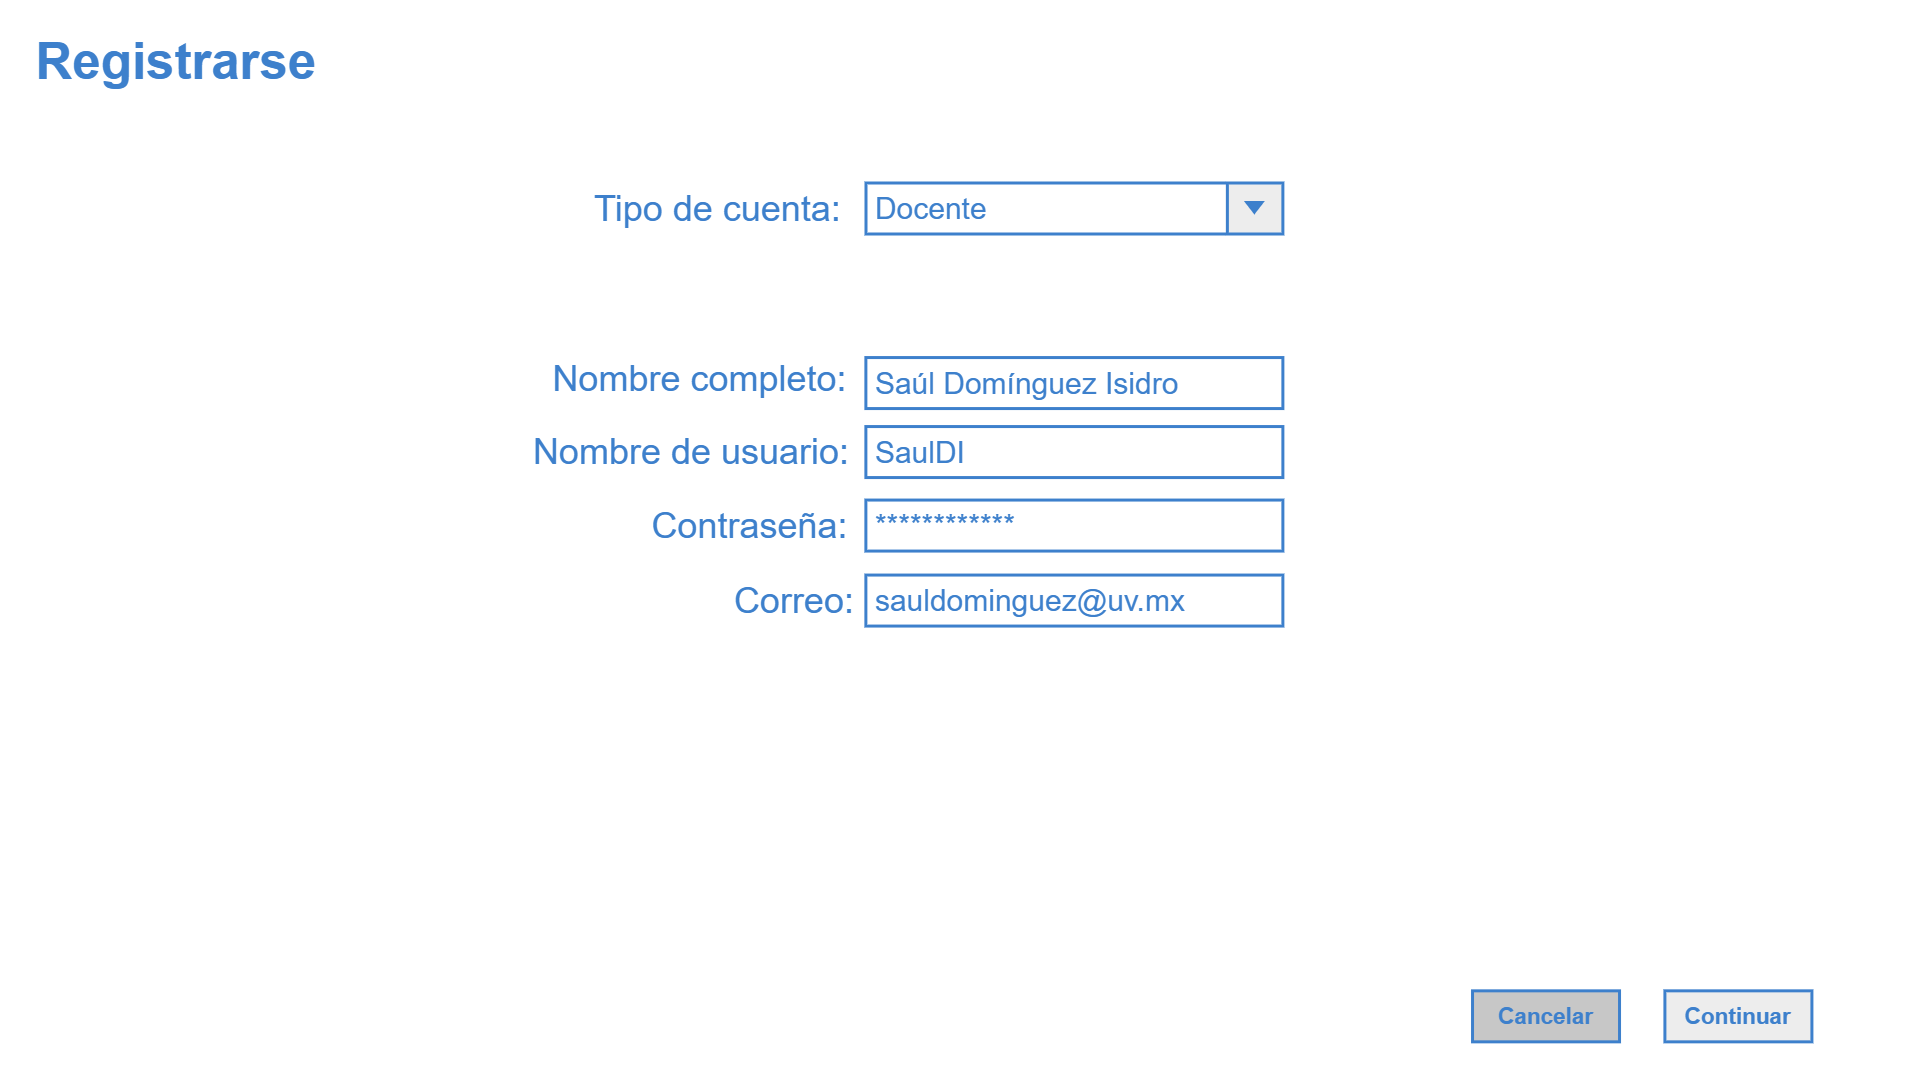 Registrarse
Tipo de cuenta: Docente
Nombre completo: Saúl Domínguez Isidro
Nombre de usuario: SaulDI
Contraseña: ************
Correo: sauldominguez@uv.mx
Cancelar Continuar